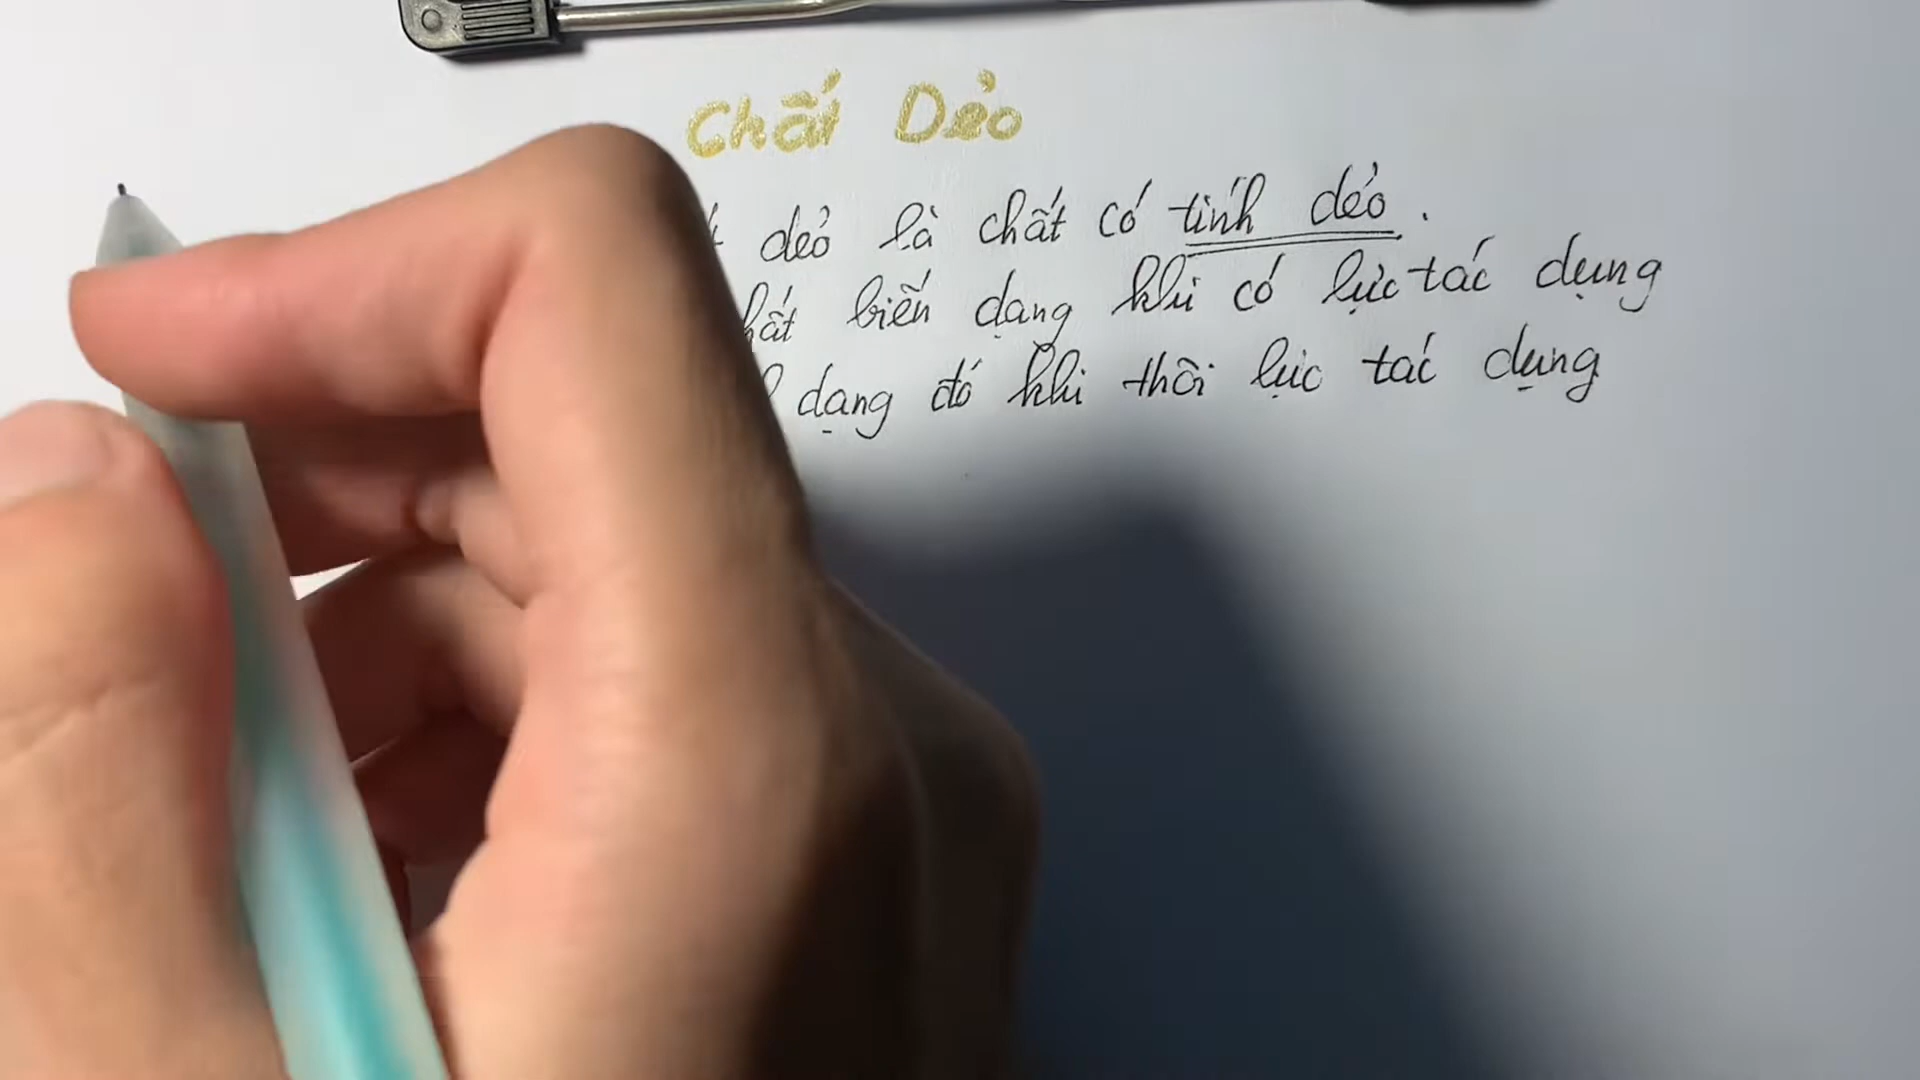 Chất Dẻo
dẻo là chất có tính dẻo.
biến dạng khi có lực tác dụng
dạng đó khi thôi lực tác dụng